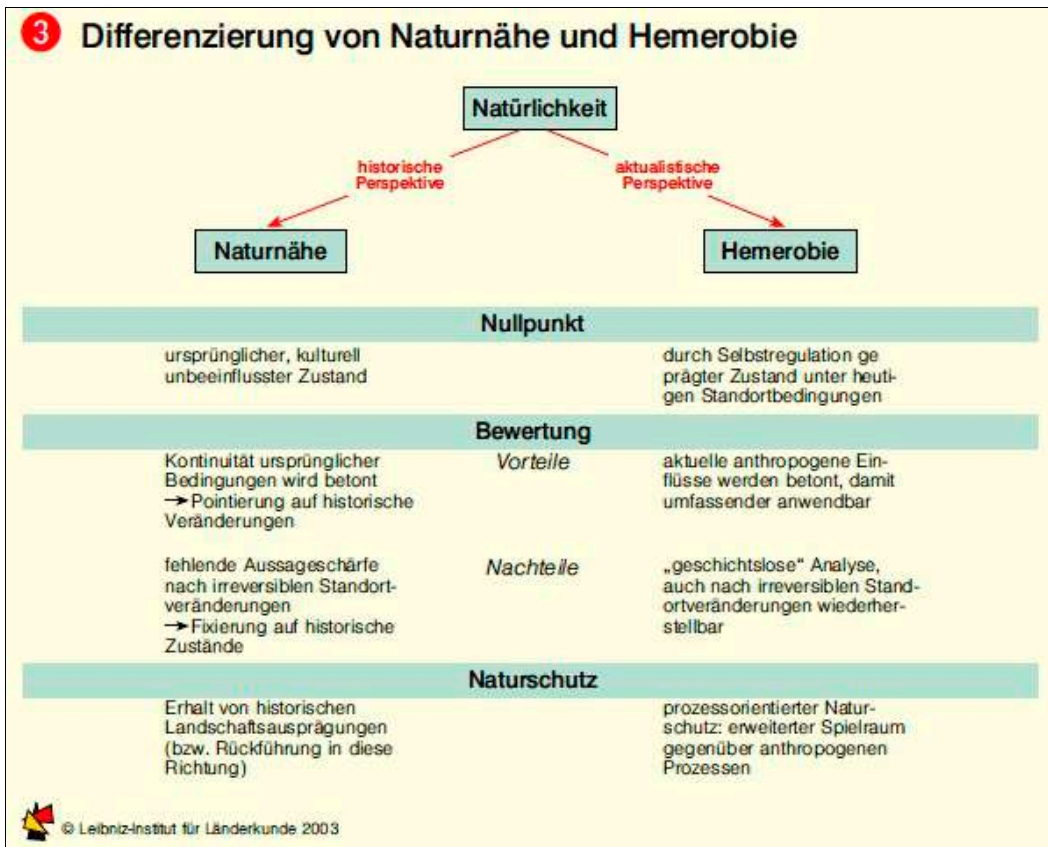 3 Differenzierung von Naturnähe und Hemerobie
Natürlichkeit
historische
Perspektive
aktualistische
Perspektive
Naturnähe
Hemerobie
Nullpunkt
ursprünglicher, kulturell
unbeeinflusster Zustand
durch Selbstregulation ge
prägter Zustand unter heuti-
gen Standortbedingungen
Bewertung
Kontinuität ursprünglicher
Bedingungen wird betont
→Pointierung auf historische
Veränderungen
Vorteile
aktuelle anthropogene Ein-
flüsse werden betont, damit
umfassender anwendbar
fehlende Aussageschärfe
nach irreversiblen Standort-
veränderungen
→Fixierung auf historische
Zustände
Nachteile
„geschichtslose“ Analyse,
auch nach irreversiblen Stand-
ortveränderungen wiederher-
stellbar
Naturschutz
Erhalt von historischen
Landschaftsausprägungen
(bzw. Rückführung in diese
Richtung)
prozessorientierter Natur-
schutz: erweiterter Spielraum
gegenüber anthropogenen
Prozessen
© Leibniz-Institut für Länderkunde 2003